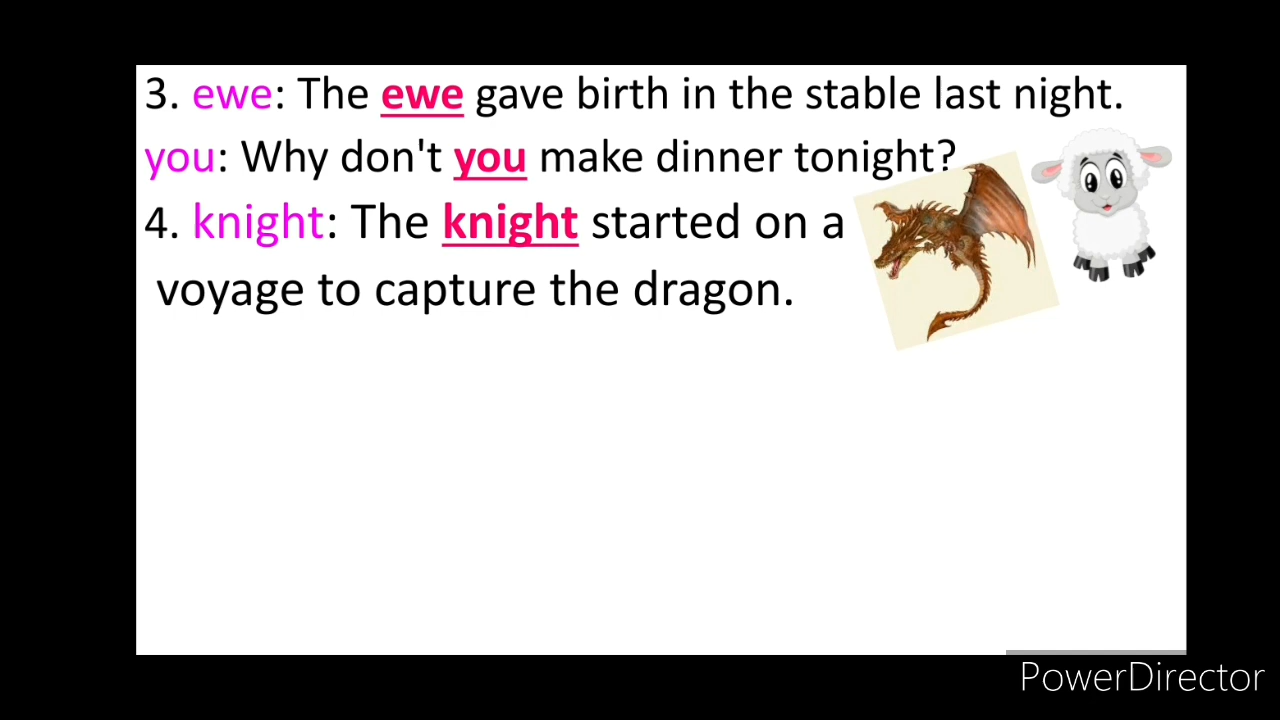 3. ewe: The ewe gave birth in the stable last night.
you: Why don't you make dinner tonight?
4. knight: The knight started on a
voyage to capture the dragon.
PowerDirector